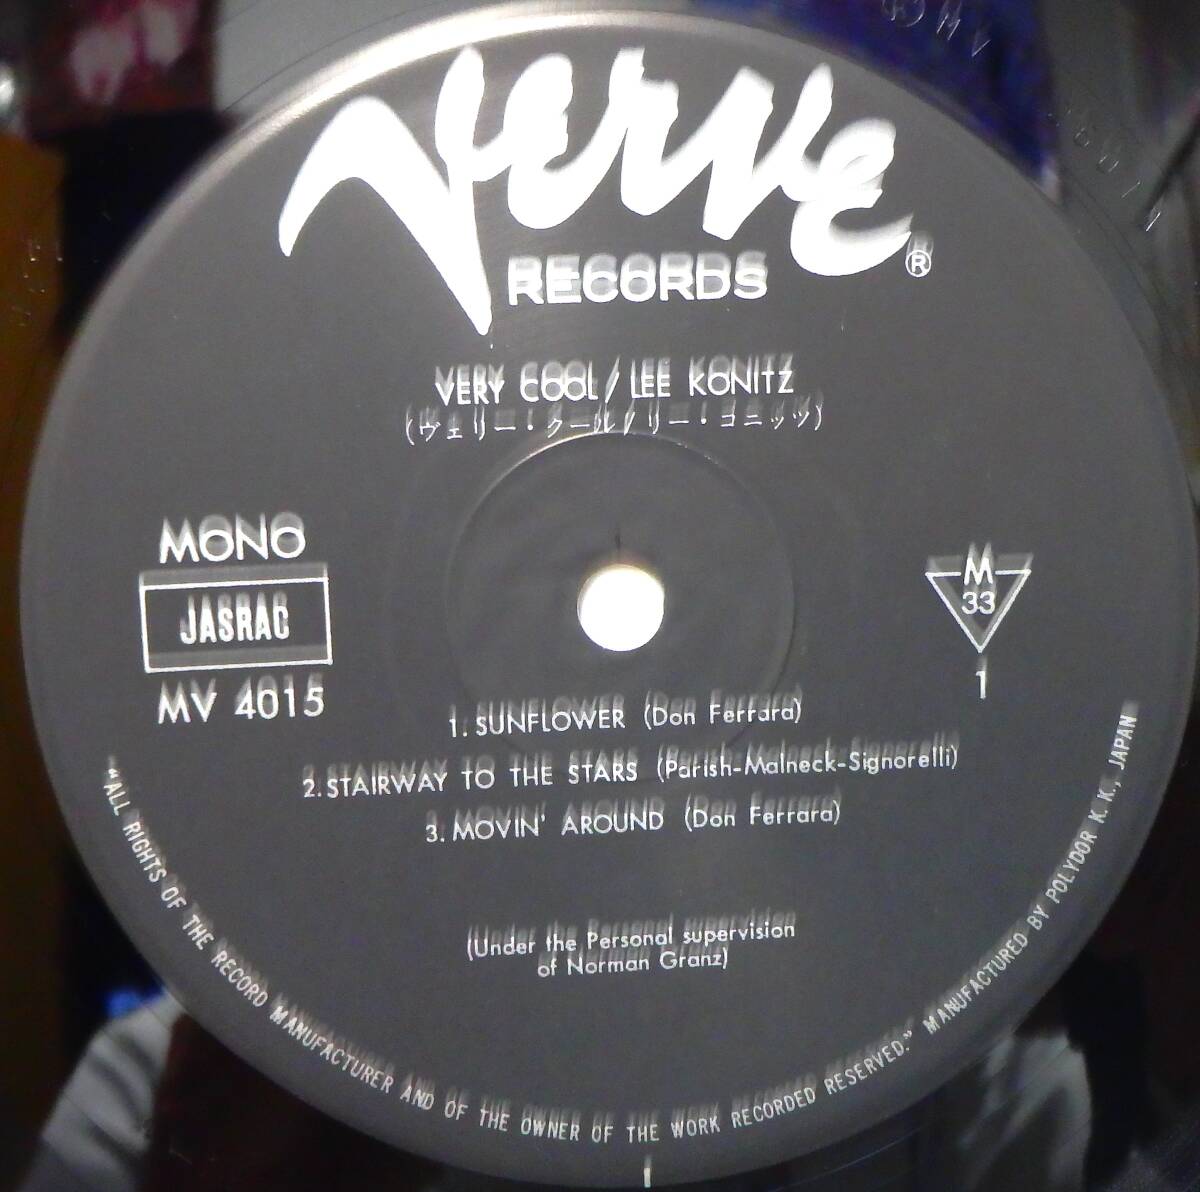 Verve
RECORDS ®
VERY COOL / LEE KONITZ
(ヴェリー・クール/リー・コニッツ)
MONO
JASRAC
MV 4015
M
33
1
1. SUNFLOWER (Don Ferrara)
2. STAIRWAY TO THE STARS (Parish-Malneck-Signorelli)
3. MOVIN' AROUND (Don Ferrara)
(Under the Personal supervision
of Norman Granz)
"ALL RIGHTS OF THE RECORD MANUFACTURER AND OF THE OWNER OF THE WORK RECORDED RESERVED." MANUFACTURED BY POLYDOR K.K., JAPAN